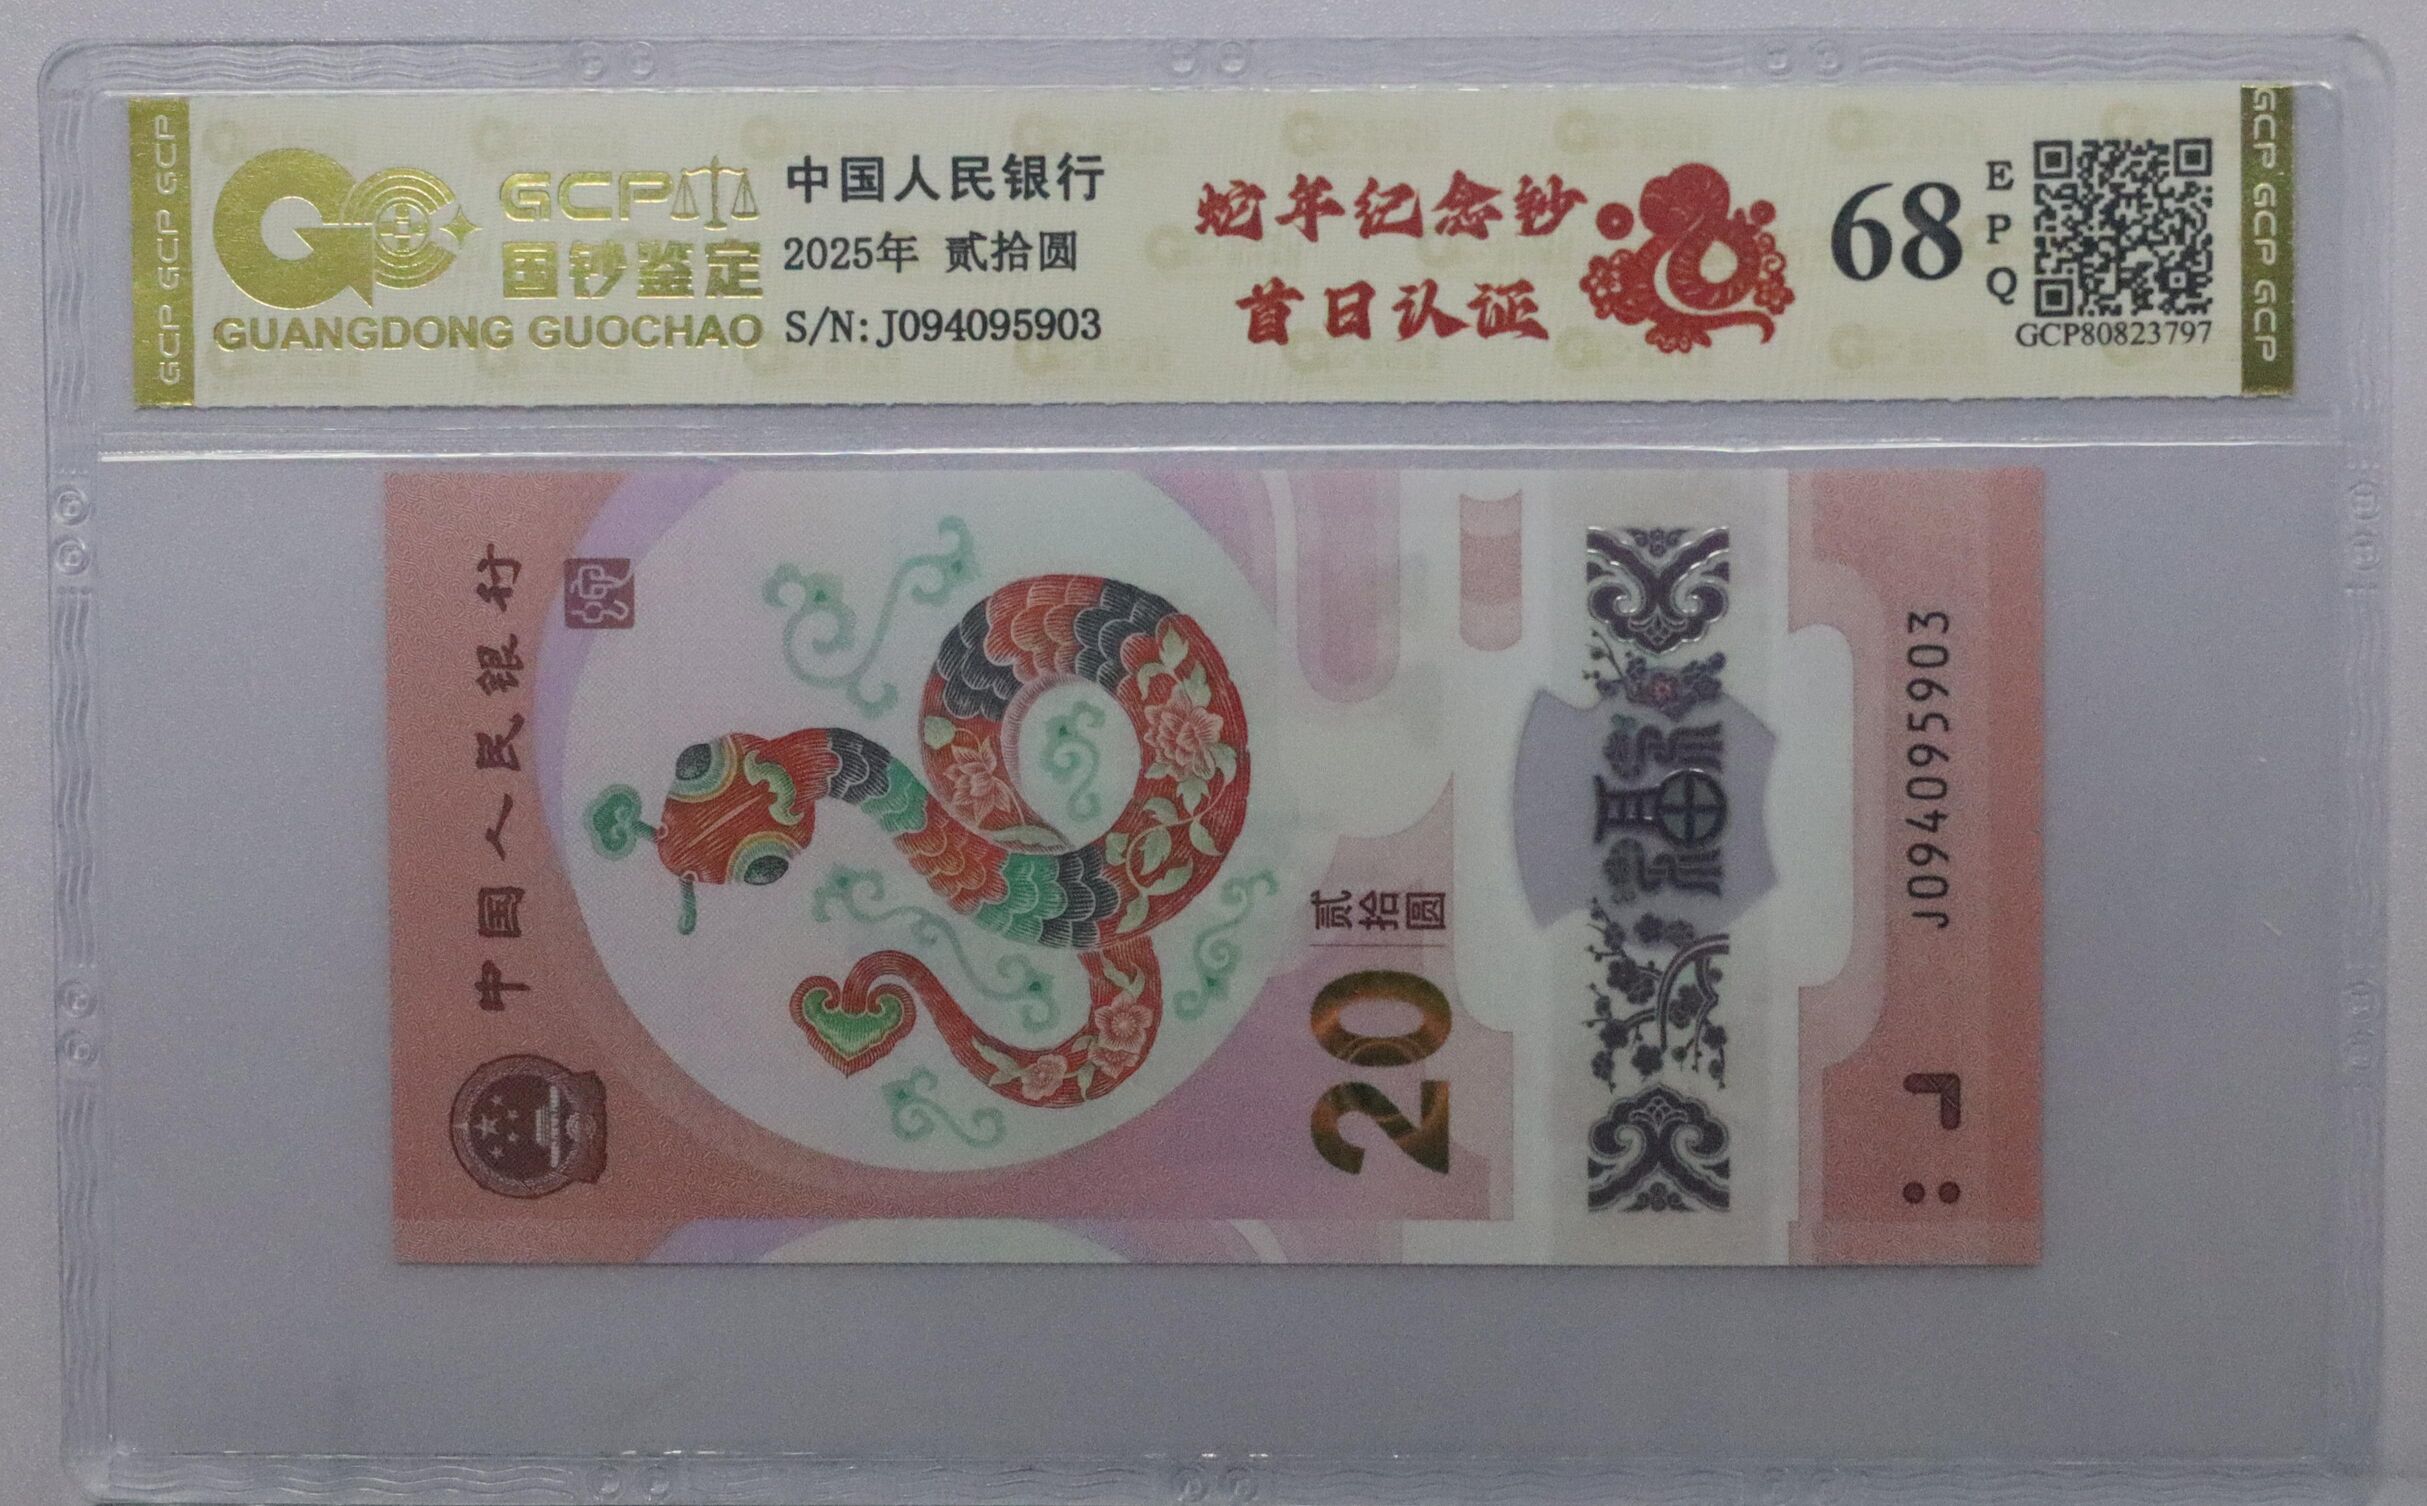 GCP GCP GCP
GCP
国钞鉴定
GUANGDONG GUOCHAO
中国人民银行
2025年 贰拾圆
S/N:J094095903
蛇年纪念钞
首日认证
68
EPQ
GCP80823797
GCP GCP GCP
中国人民银行
贰拾圆
20
福
J094095903